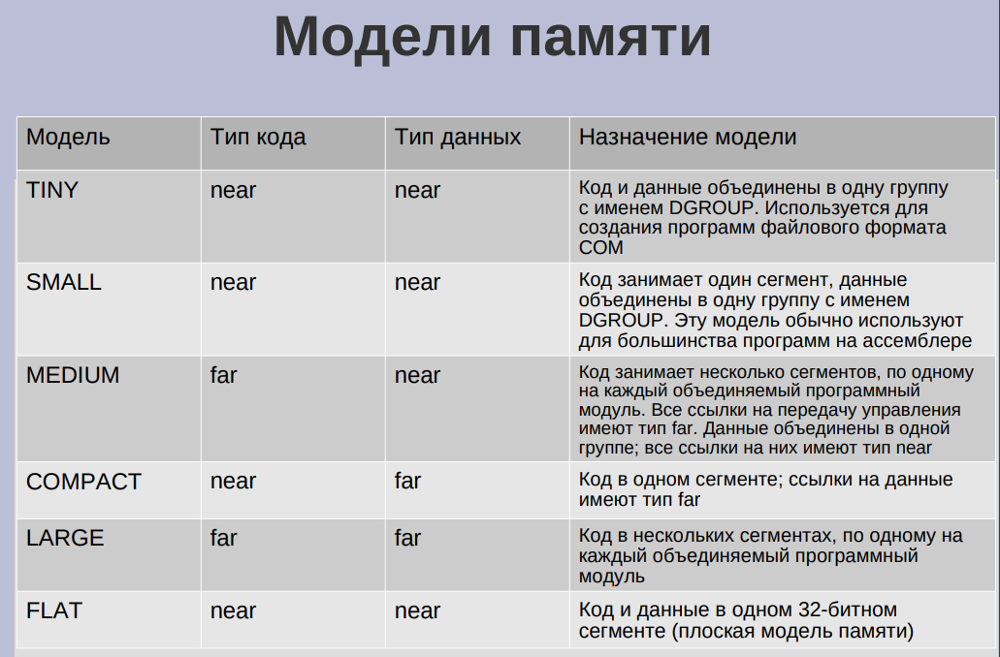 Модели памяти
Модель Тип кода Тип данных Назначение модели
TINY near near Код и данные объединены в одну группу
с именем DGROUP. Используется для
создания программ файлового формата
COM
SMALL near near Код занимает один сегмент, данные
объединены в одну группу с именем
DGROUP. Эту модель обычно используют
для большинства программ на ассемблере
MEDIUM far near Код занимает несколько сегментов, по одному
на каждый объединяемый программный
модуль. Все ссылки на передачу управления
имеют тип far. Данные объединены в одной
группе; все ссылки на них имеют тип near
COMPACT near far Код в одном сегменте; ссылки на данные
имеют тип far
LARGE far far Код в нескольких сегментах, по одному на
каждый объединяемый программный
модуль
FLAT near near Код и данные в одном 32-битном
сегменте (плоская модель памяти)